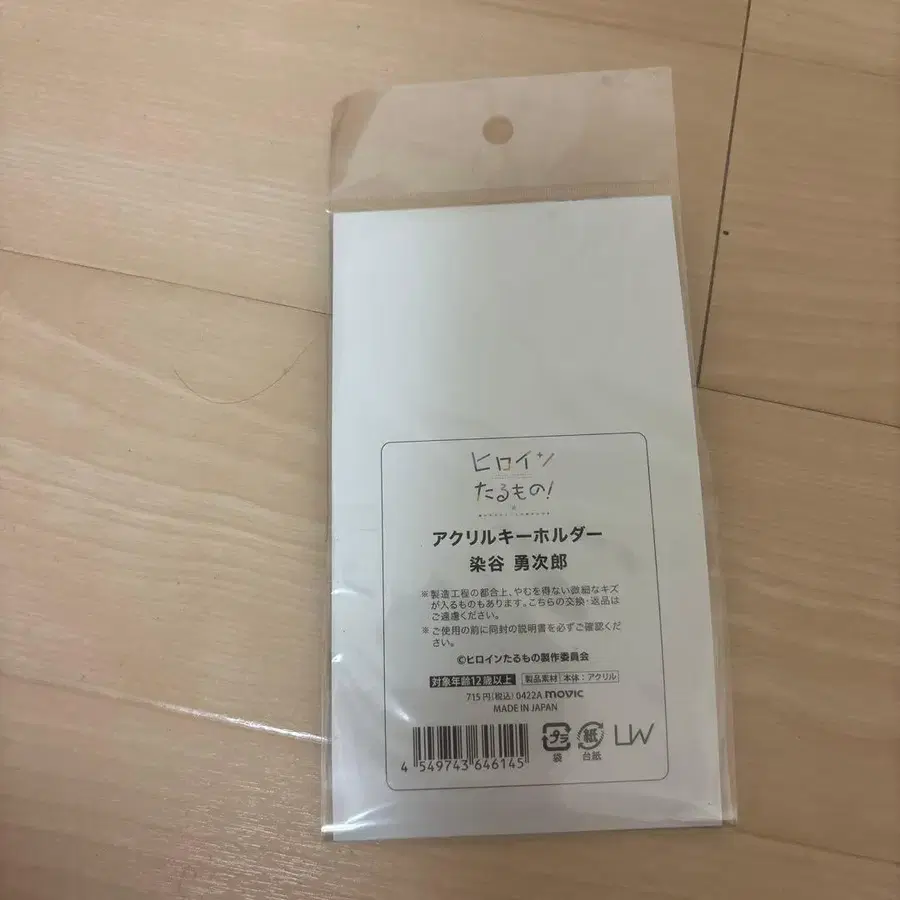 ヒロイン
たるもの!
アクリルキーホルダー
染谷 勇次郎
※製造工程の都合上、やむを得ない微細なキズ
が入るものもあります。こちらの交換・返品は
ご遠慮ください。
※ご使用の前に同封の説明書を必ずご確認くだ
さい。
©ヒロインたるもの製作委員会
対象年齢12歳以上 製品素材 本体：アクリル
715円(税込) 0422A movic
MADE IN JAPAN
4 549743 646145
プラ 紙 LW
袋 台紙